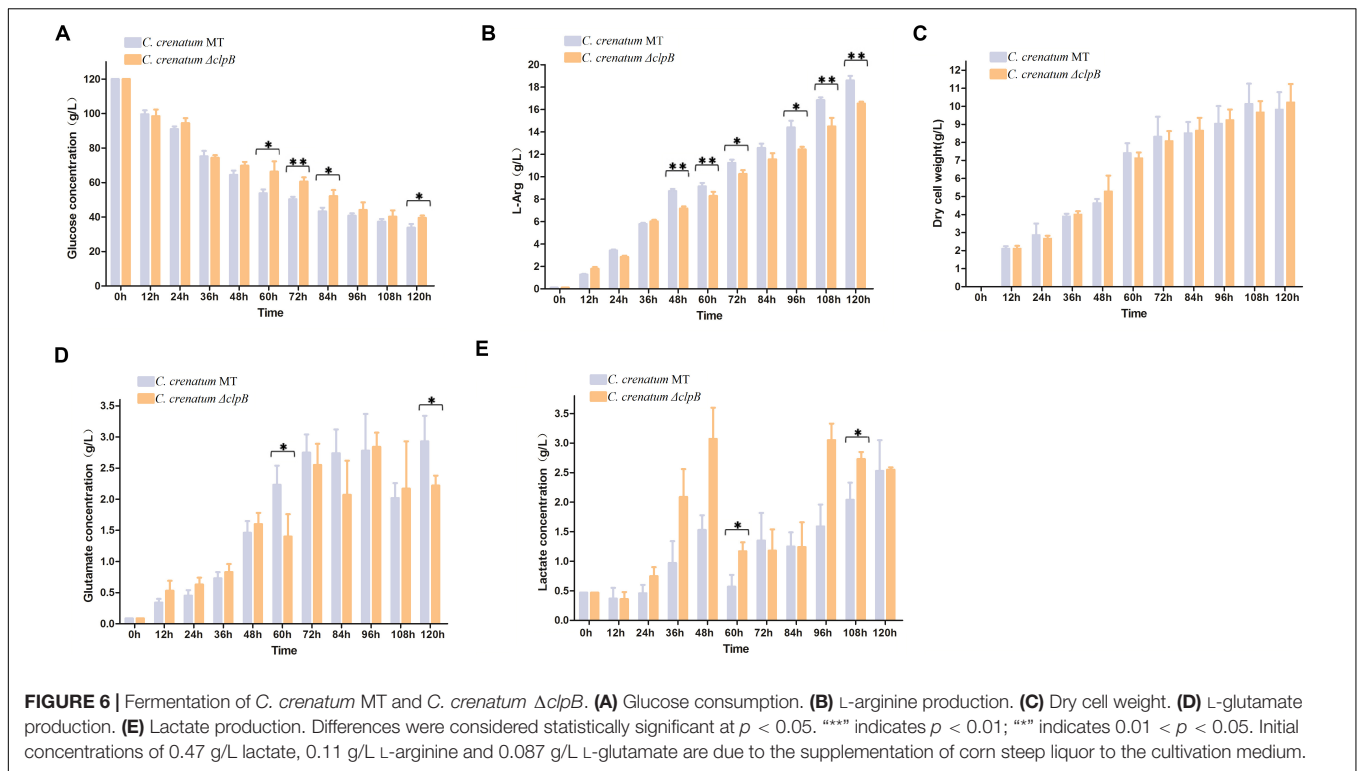 A
C. crenatum MT
C. crenatum ΔclpB
Glucose concentration (g/L)
120
100
80
60
40
20
0
*
**
*
*
0h 12h 24h 36h 48h 60h 72h 84h 96h 108h 120h
Time
B
C. crenatum MT
C. crenatum ΔclpB
L-Arg (g/L)
20
18
16
14
12
10
8
6
4
2
0
**
**
*
*
**
**
0h 12h 24h 36h 48h 60h 72h 84h 96h 108h 120h
Time
C
C. crenatum MT
C. crenatum ΔclpB
Dry cell weight(g/L)
12
11
10
9
8
7
6
5
4
3
2
1
0
0h 12h 24h 36h 48h 60h 72h 84h 96h 108h 120h
Time
D
C. crenatum MT
C. crenatum ΔclpB
Glutamate concentration (g/L)
3.5
3.0
2.5
2.0
1.5
1.0
0.5
0.0
*
*
0h 12h 24h 36h 48h 60h 72h 84h 96h 108h 120h
Time
E
C. crenatum MT
C. crenatum ΔclpB
Lactate concentration (g/L)
3.5
3.0
2.5
2.0
1.5
1.0
0.5
0.0
*
*
0h 12h 24h 36h 48h 60h 72h 84h 96h 108h 120h
Time
FIGURE 6 | Fermentation of C. crenatum MT and C. crenatum ΔclpB. (A) Glucose consumption. (B) L-arginine production. (C) Dry cell weight. (D) L-glutamate
production. (E) Lactate production. Differences were considered statistically significant at p < 0.05. “**” indicates p < 0.01; “*” indicates 0.01 < p < 0.05. Initial
concentrations of 0.47 g/L lactate, 0.11 g/L L-arginine and 0.087 g/L L-glutamate are due to the supplementation of corn steep liquor to the cultivation medium.